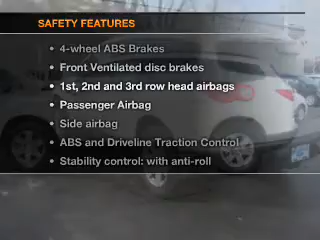 SAFETY FEATURES
• 4-wheel ABS Brakes
• Front Ventilated disc brakes
• 1st, 2nd and 3rd row head airbags
• Passenger Airbag
• Side airbag
• ABS and Driveline Traction Control
• Stability control: with anti-roll